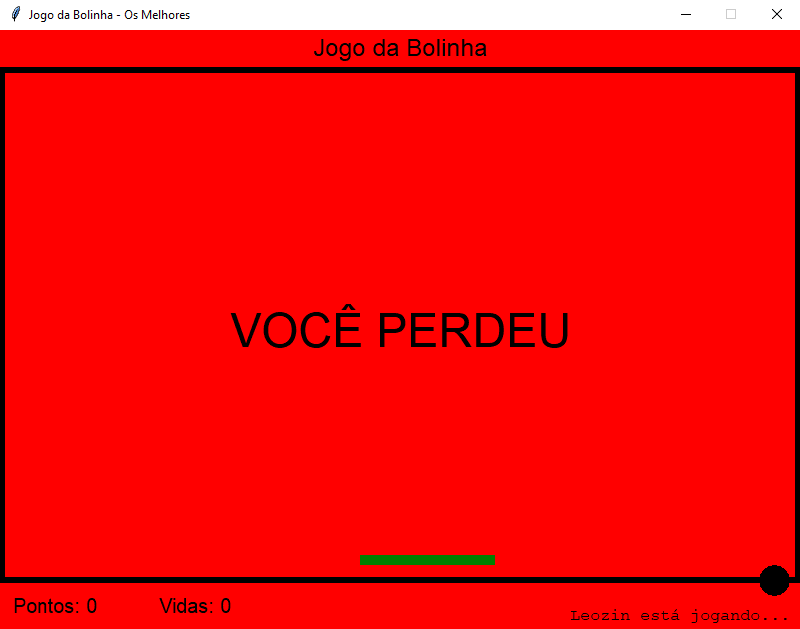 Jogo da Bolinha - Os Melhores
Jogo da Bolinha
VOCÊ PERDEU
Pontos: 0
Vidas: 0
Leozin está jogando...